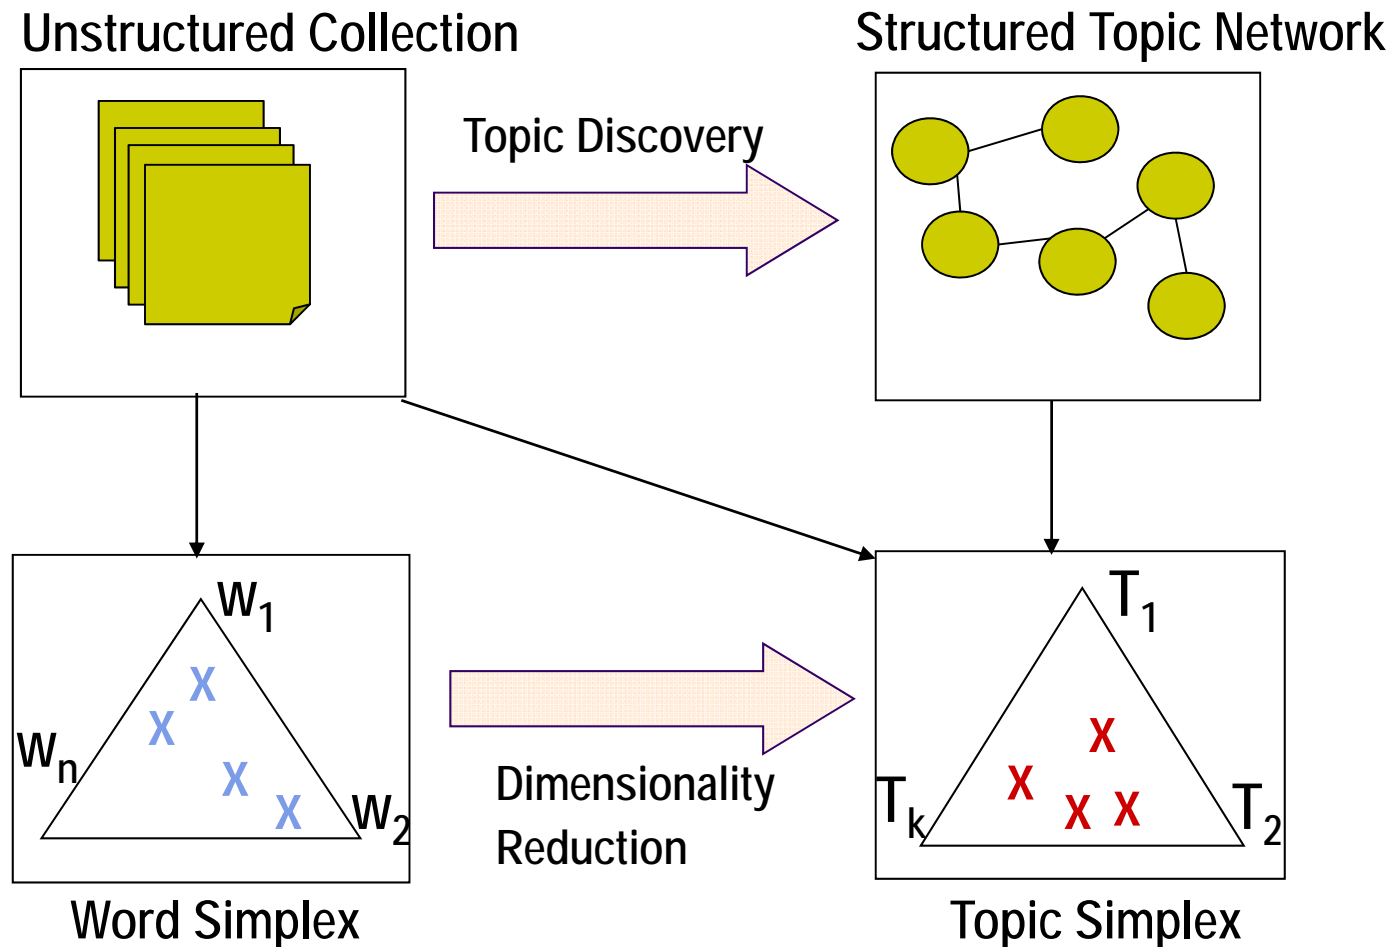 Unstructured Collection
Structured Topic Network
Topic Discovery
W₁
X
X
X
X
Wₙ
W₂
Dimensionality
Reduction
T₁
X
X
X
X
Tₖ
T₂
Word Simplex
Topic Simplex